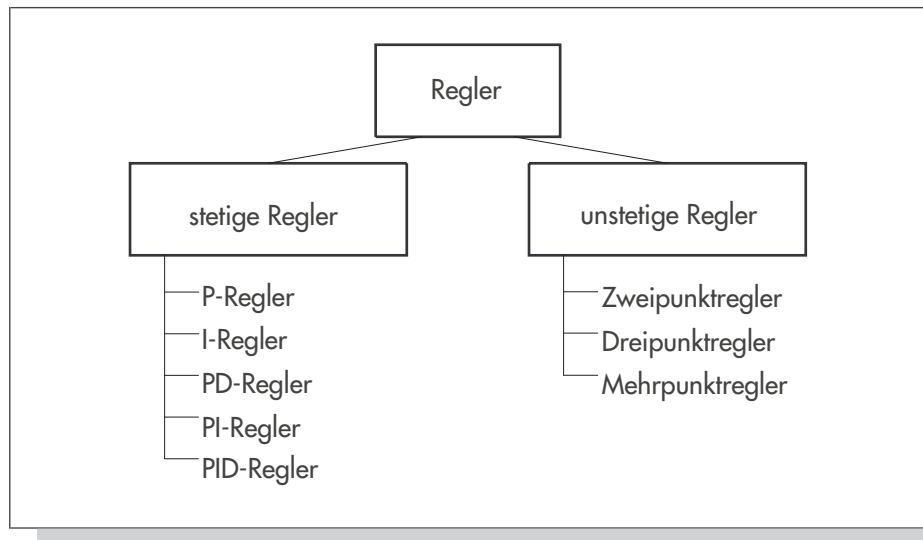 Regler
stetige Regler
P-Regler
I-Regler
PD-Regler
PI-Regler
PID-Regler
unstetige Regler
Zweipunktregler
Dreipunktregler
Mehrpunktregler